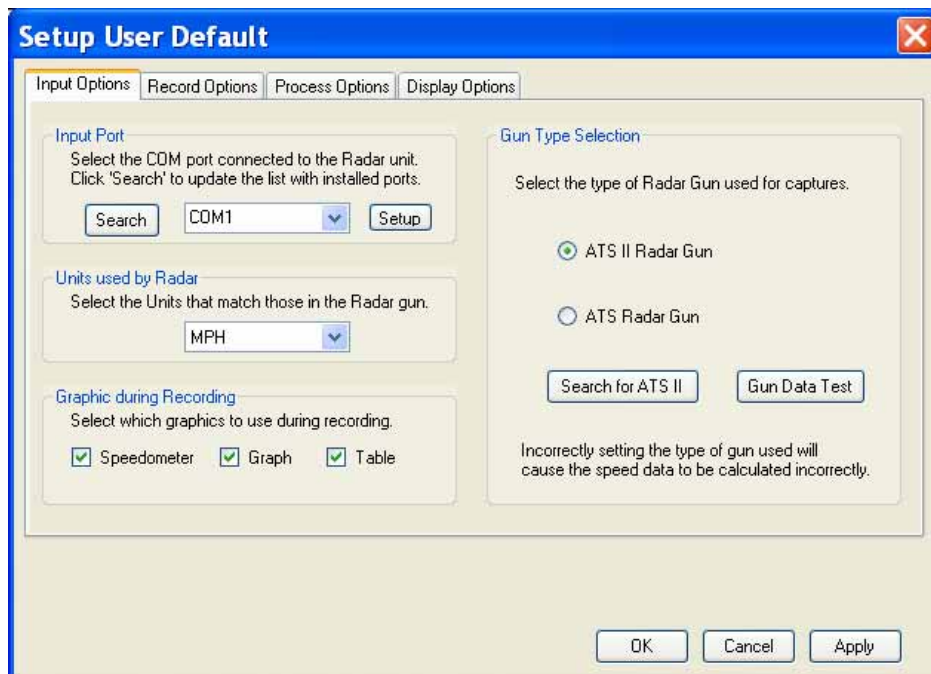 Setup User Default
Input Options
Record Options
Process Options
Display Options
Input Port
Select the COM port connected to the Radar unit.
Click 'Search' to update the list with installed ports.
Search
COM1
Setup
Units used by Radar
Select the Units that match those in the Radar gun.
MPH
Graphic during Recording
Select which graphics to use during recording.
Speedometer
Graph
Table
Gun Type Selection
Select the type of Radar Gun used for captures.
ATS II Radar Gun
ATS Radar Gun
Search for ATS II
Gun Data Test
Incorrectly setting the type of gun used will
cause the speed data to be calculated incorrectly.
OK
Cancel
Apply